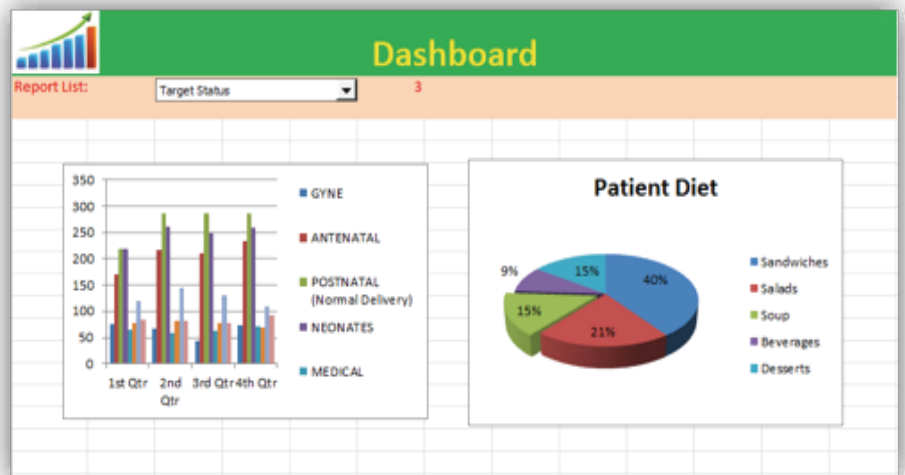 Dashboard
Report List:
Target Status
3
350
300
250
200
150
100
50
0
1st Qtr
2nd
Qtr
3rd Qtr
4th Qtr
GYNE
ANTENATAL
POSTNATAL
(Normal Delivery)
NEONATES
MEDICAL
Patient Diet
9%
15%
40%
15%
21%
Sandwiches
Salads
Soup
Beverages
Desserts